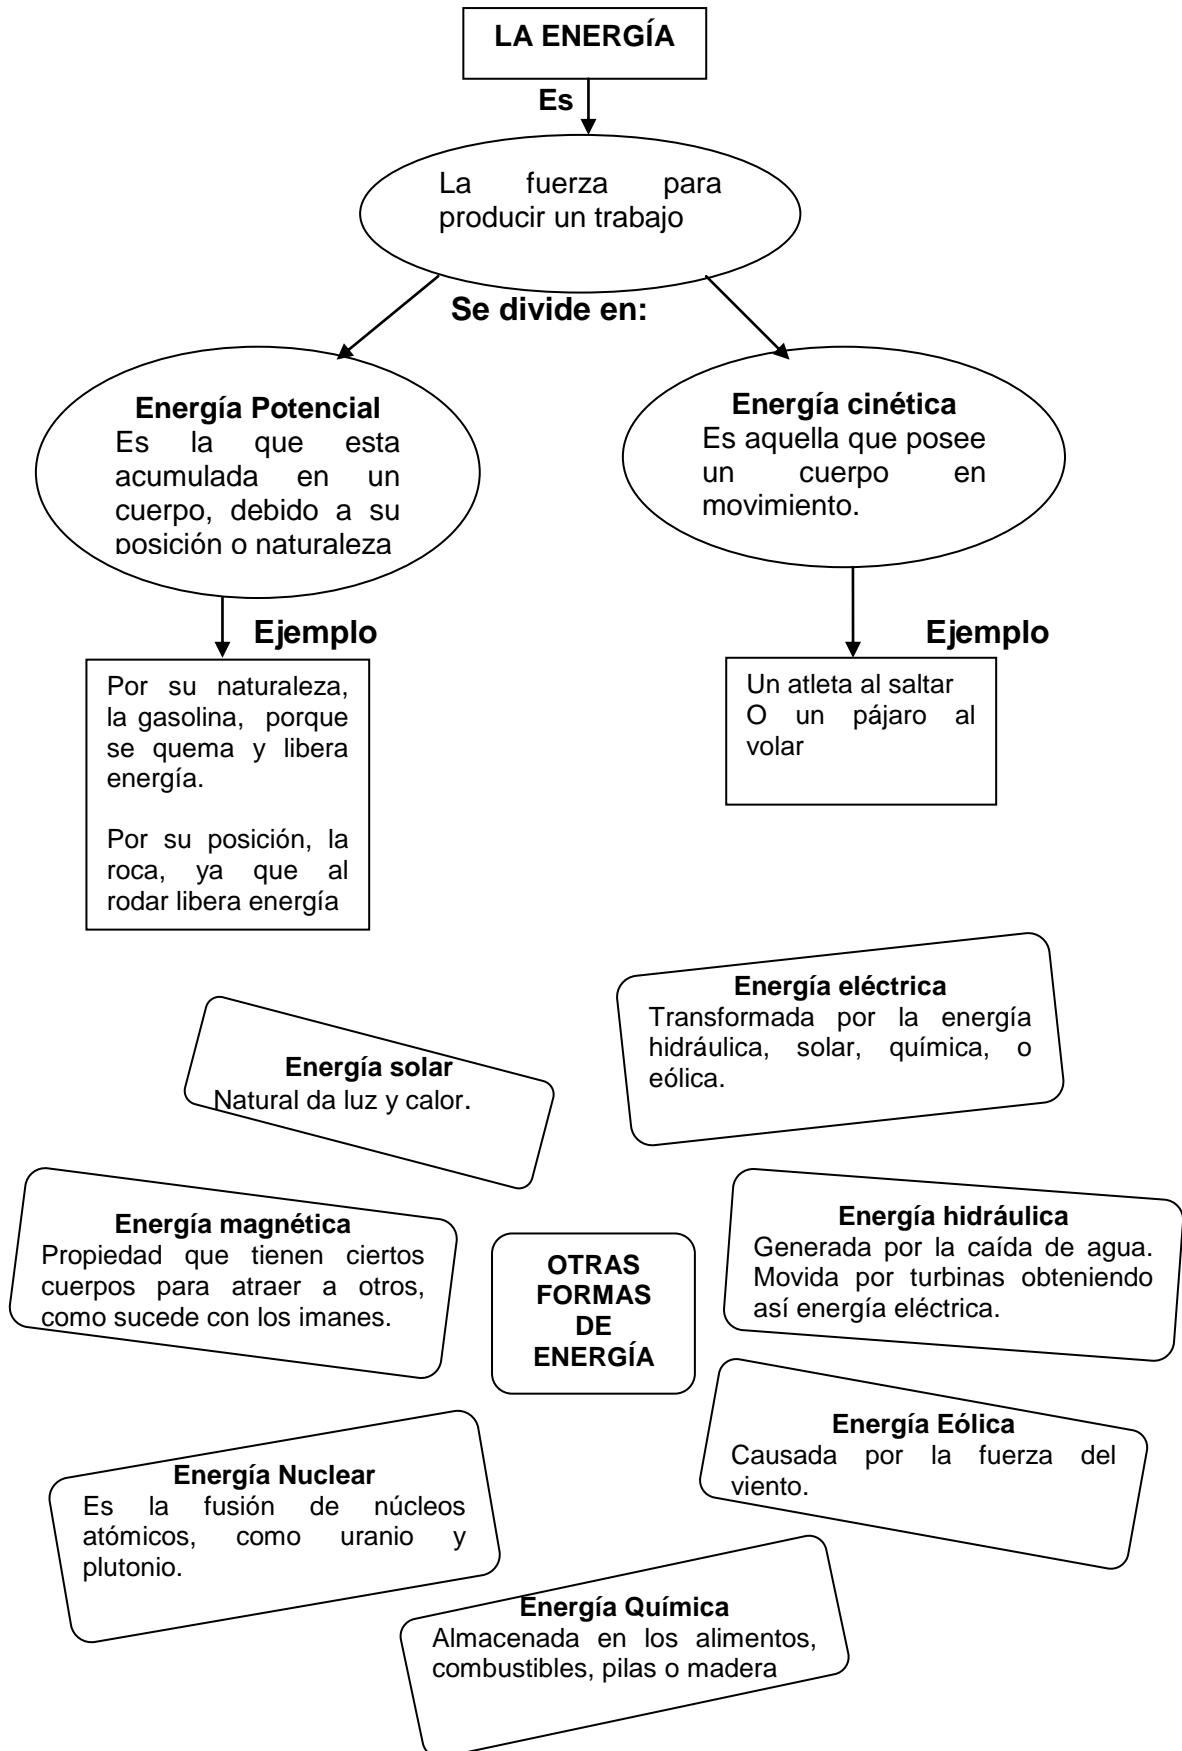 LA ENERGÍA
Es
La fuerza para
producir un trabajo
Se divide en:
Energía Potencial
Es la que esta
acumulada en un
cuerpo, debido a su
posición o naturaleza
Energía cinética
Es aquella que posee
un cuerpo en
movimiento.
Ejemplo
Ejemplo
Por su naturaleza,
la gasolina, porque
se quema y libera
energía.
Por su posición, la
roca, ya que al
rodar libera energía
Un atleta al saltar
O un pájaro al
volar
Energía eléctrica
Transformada por la energía
hidráulica, solar, química, o
eólica.
Energía solar
Natural da luz y calor.
Energía magnética
Propiedad que tienen ciertos
cuerpos para atraer a otros,
como sucede con los imanes.
OTRAS
FORMAS
DE
ENERGÍA
Energía hidráulica
Generada por la caída de agua.
Movida por turbinas obteniendo
así energía eléctrica.
Energía Eólica
Causada por la fuerza del
viento.
Energía Nuclear
Es la fusión de núcleos
atómicos, como uranio y
plutonio.
Energía Química
Almacenada en los alimentos,
combustibles, pilas o madera